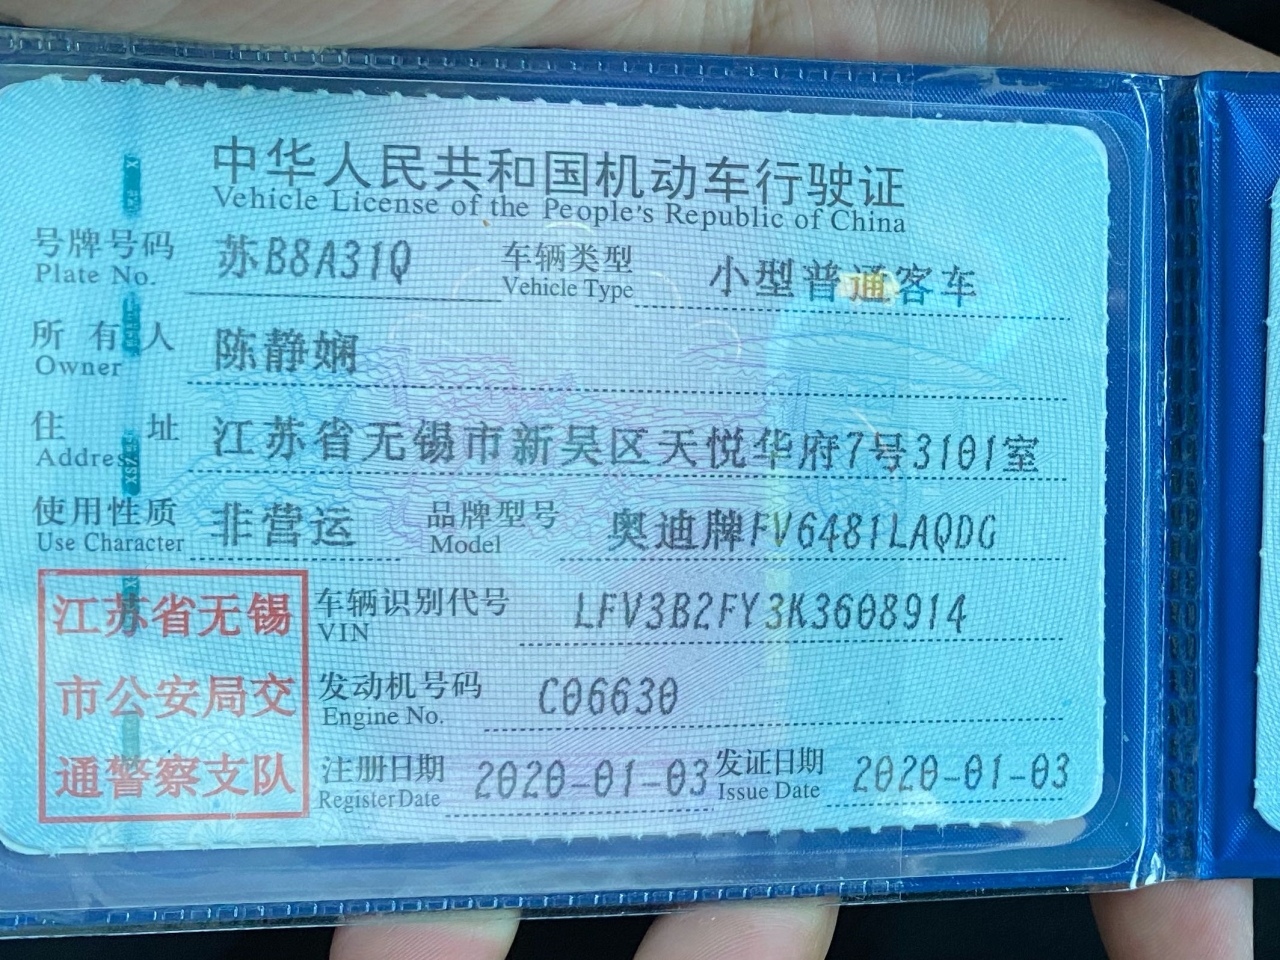 中华人民共和国机动车行驶证
Vehicle License of the People's Republic of China
号牌号码 苏B8A31Q 车辆类型 小型普通客车
Plate No. Vehicle Type
所有人 陈静娴
Owner
住址 江苏省无锡市新吴区天悦华府7号3101室
Address
使用性质 非营运 品牌型号 奥迪牌FV6481LAQDG
Use Character Model
江苏省无锡 车辆识别代号 LFV3B2FY3K3608914
VIN
市公安局交 发动机号码 C06630
Engine No.
通警察支队 注册日期 2020-01-03 发证日期 2020-01-03
Register Date Issue Date